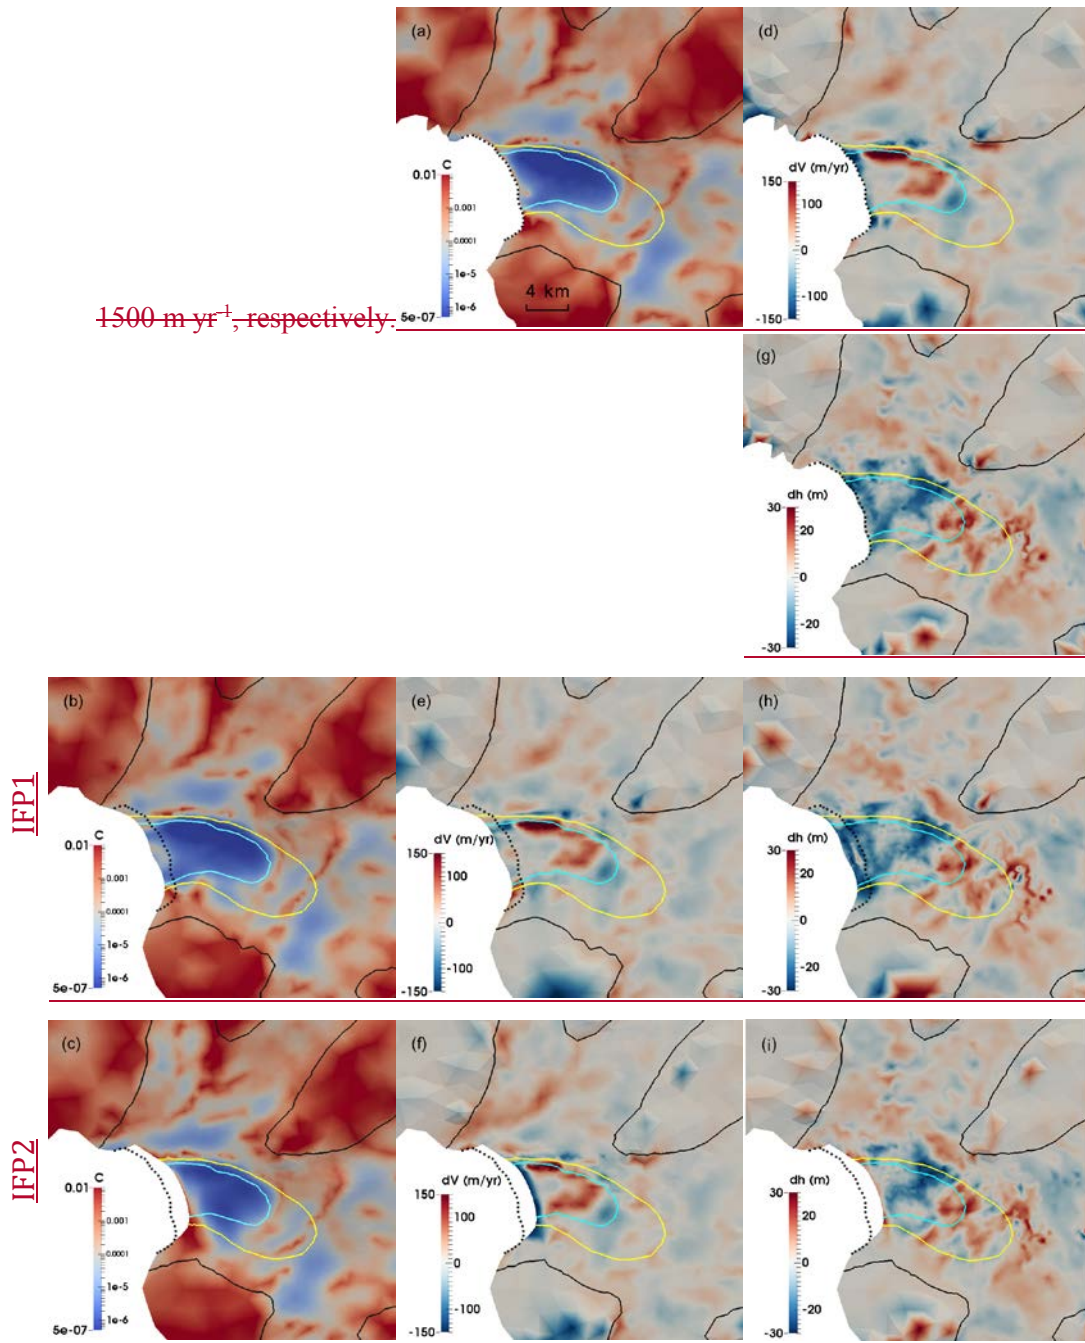 (a)
C
0.01
0.001
0.0001
1e-5
1e-6
5e-07
4 km
(d)
dV (m/yr)
150
100
0
-100
-150
1500 m yr⁻¹, respectively.
(g)
dh (m)
30
20
0
-20
-30
IFP1
(b)
C
0.01
0.001
0.0001
1e-5
1e-6
5e-07
(e)
dV (m/yr)
150
100
0
-100
-150
(h)
dh (m)
30
20
0
-20
-30
IFP2
(c)
C
0.01
0.001
0.0001
1e-5
1e-6
5e-07
(f)
dV (m/yr)
150
100
0
-100
-150
(i)
dh (m)
30
20
0
-20
-30